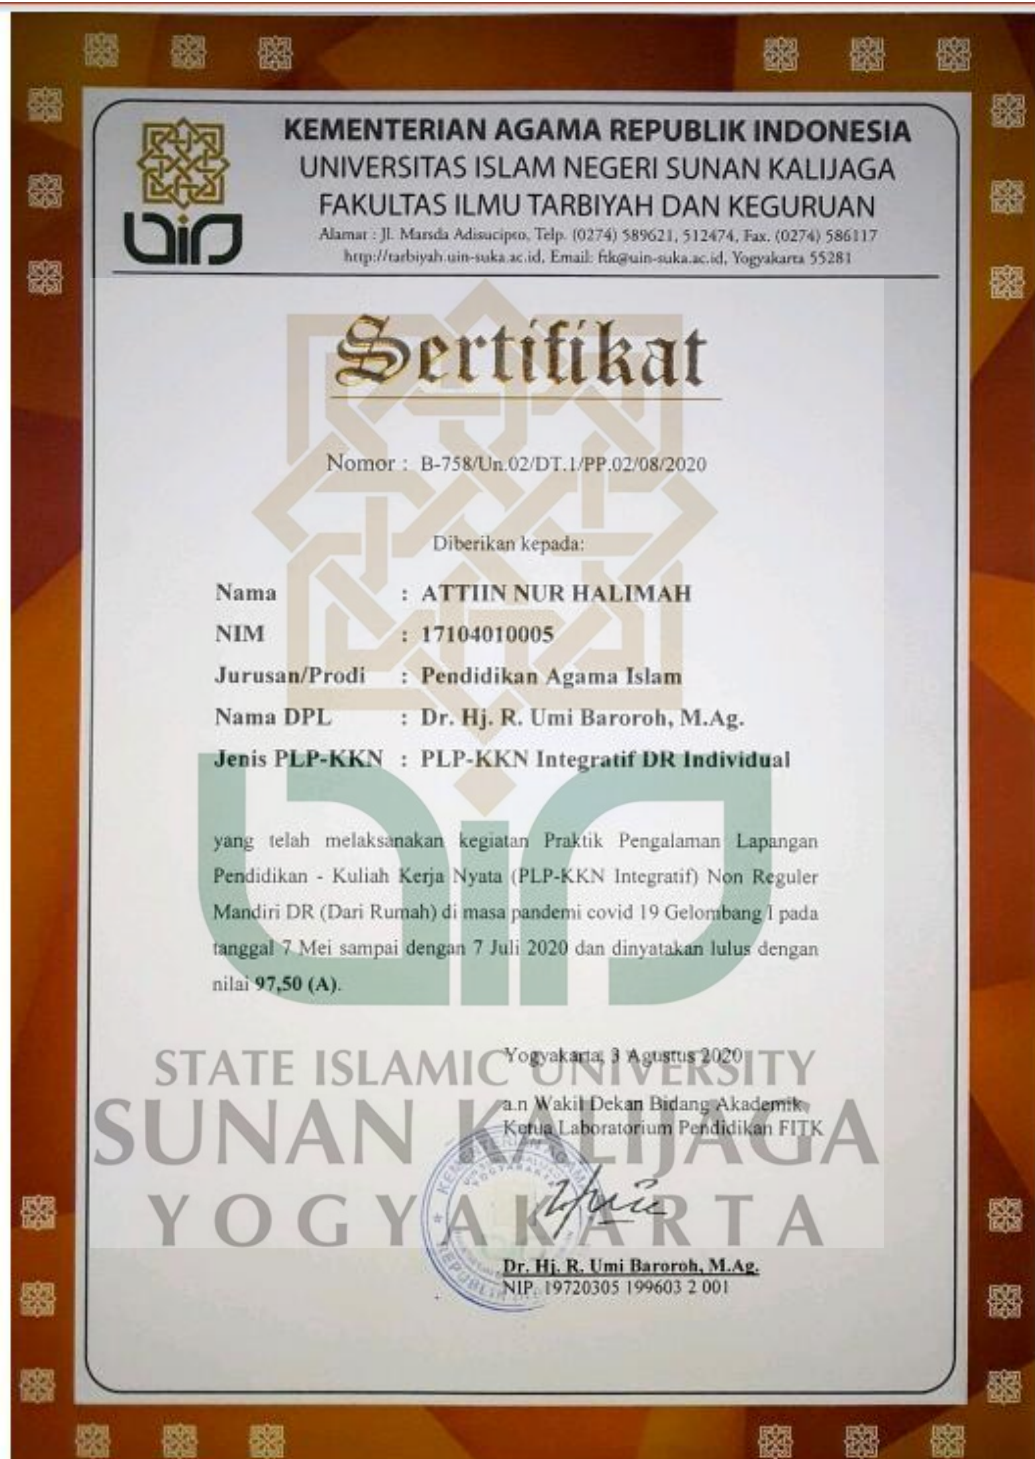 KEMENTERIAN AGAMA REPUBLIK INDONESIA
UNIVERSITAS ISLAM NEGERI SUNAN KALIJAGA
FAKULTAS ILMU TARBIYAH DAN KEGURUAN
Alamat : Jl. Marsda Adisucipto, Telp. (0274) 589621, 512474, Fax. (0274) 586117
http://tarbiyah.uin-suka.ac.id, Email: ftk@uin-suka.ac.id, Yogyakarta 55281
uin
Sertifikat
Nomor : B-758/Un.02/DT.1/PP.02/08/2020
Diberikan kepada:
Nama : ATTIIN NUR HALIMAH
NIM : 17104010005
Jurusan/Prodi : Pendidikan Agama Islam
Nama DPL : Dr. Hj. R. Umi Baroroh, M.Ag.
Jenis PLP-KKN : PLP-KKN Integratif DR Individual
uin
yang telah melaksanakan kegiatan Praktik Pengalaman Lapangan
Pendidikan - Kuliah Kerja Nyata (PLP-KKN Integratif) Non Reguler
Mandiri DR (Dari Rumah) di masa pandemi covid 19 Gelombang I pada
tanggal 7 Mei sampai dengan 7 Juli 2020 dan dinyatakan lulus dengan
nilai 97,50 (A).
Yogyakarta, 3 Agustus 2020
STATE ISLAMIC UNIVERSITY
a.n Wakil Dekan Bidang Akademik
Ketua Laboratorium Pendidikan FITK
SUNAN KALIJAGA
YOGYAKARTA
KEMENTERIAN AGAMA
REPUBLIK
Dr. Hj. R. Umi Baroroh, M.Ag.
NIP. 19720305 199603 2 001